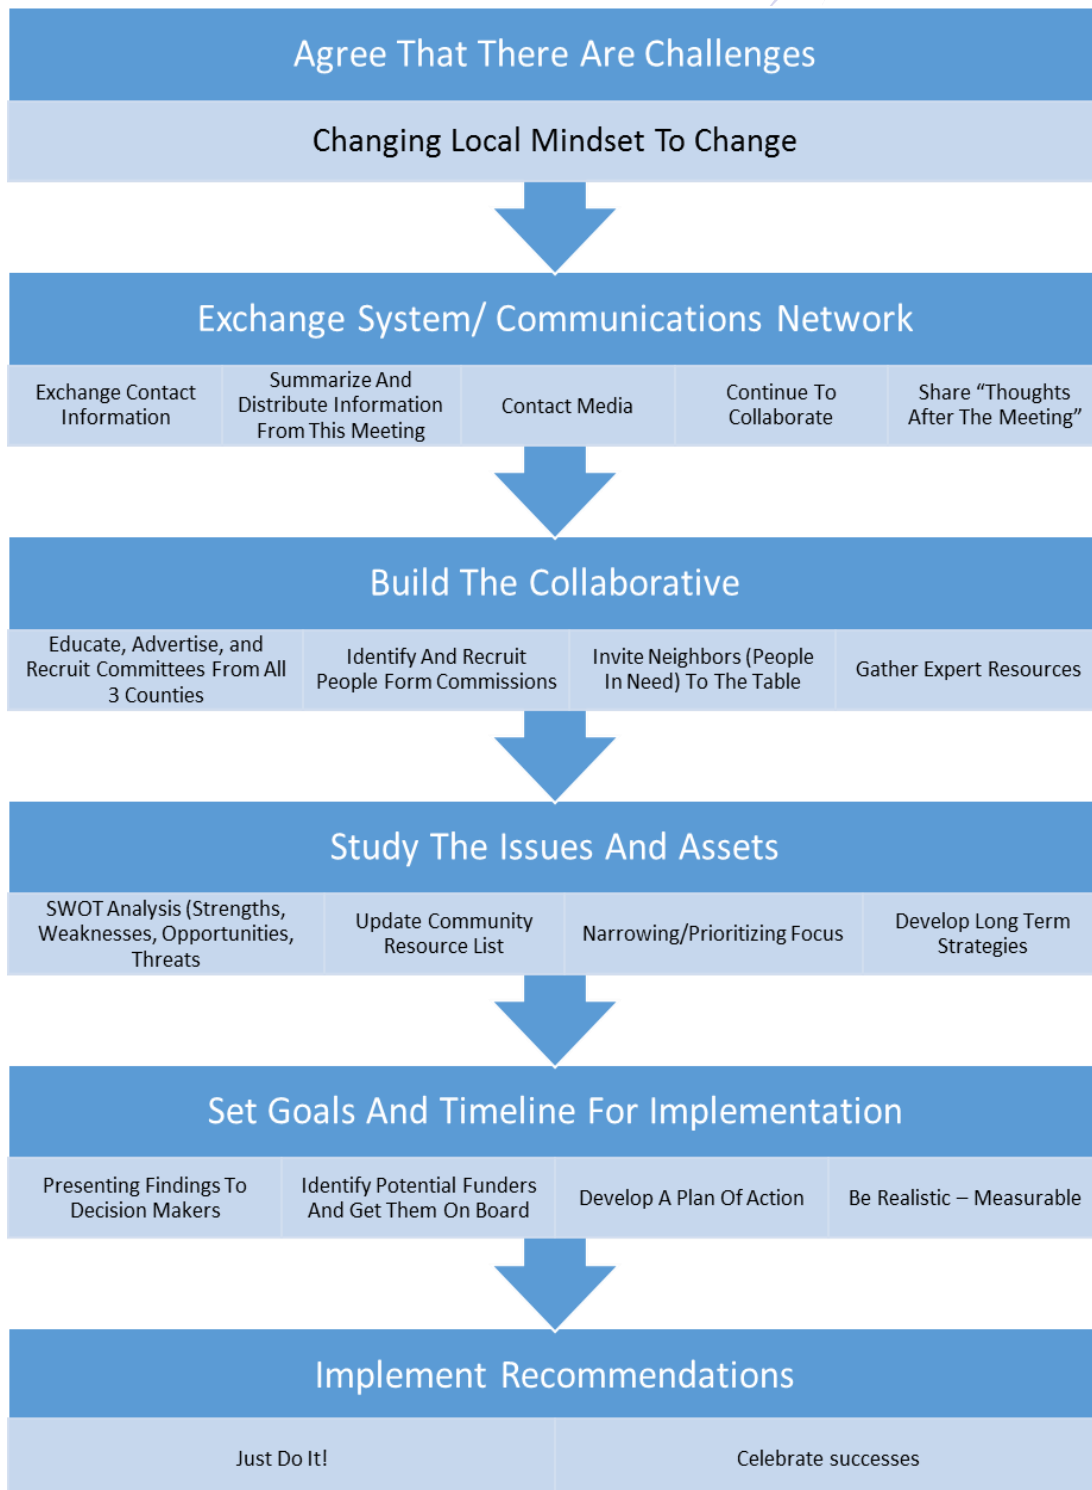 Agree That There Are Challenges
Changing Local Mindset To Change
Exchange System/ Communications Network
Exchange Contact
Information
Summarize And
Distribute Information
From This Meeting
Contact Media
Continue To
Collaborate
Share “Thoughts
After The Meeting”
Build The Collaborative
Educate, Advertise, and
Recruit Committees From All
3 Counties
Identify And Recruit
People Form Commissions
Invite Neighbors (People
In Need) To The Table
Gather Expert Resources
Study The Issues And Assets
SWOT Analysis (Strengths,
Weaknesses, Opportunities,
Threats
Update Community
Resource List
Narrowing/Prioritizing Focus
Develop Long Term
Strategies
Set Goals And Timeline For Implementation
Presenting Findings To
Decision Makers
Identify Potential Funders
And Get Them On Board
Develop A Plan Of Action
Be Realistic – Measurable
Implement Recommendations
Just Do It!
Celebrate successes